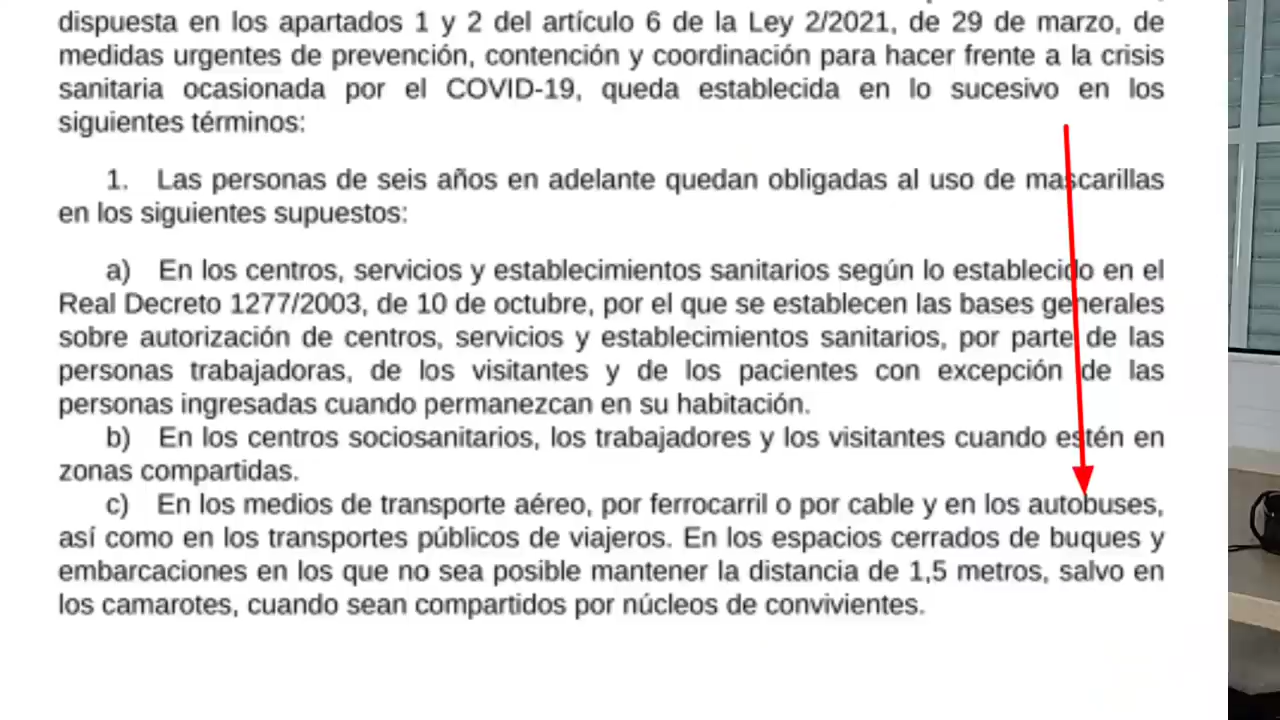 dispuesta en los apartados 1 y 2 del artículo 6 de la Ley 2/2021, de 29 de marzo, de
medidas urgentes de prevención, contención y coordinación para hacer frente a la crisis
sanitaria ocasionada por el COVID-19, queda establecida en lo sucesivo en los
siguientes términos:
1. Las personas de seis años en adelante quedan obligadas al uso de mascarillas
en los siguientes supuestos:
a) En los centros, servicios y establecimientos sanitarios según lo establecido en el
Real Decreto 1277/2003, de 10 de octubre, por el que se establecen las bases generales
sobre autorización de centros, servicios y establecimientos sanitarios, por parte de las
personas trabajadoras, de los visitantes y de los pacientes con excepción de las
personas ingresadas cuando permanezcan en su habitación.
b) En los centros sociosanitarios, los trabajadores y los visitantes cuando estén en
zonas compartidas.
c) En los medios de transporte aéreo, por ferrocarril o por cable y en los autobuses,
así como en los transportes públicos de viajeros. En los espacios cerrados de buques y
embarcaciones en los que no sea posible mantener la distancia de 1,5 metros, salvo en
los camarotes, cuando sean compartidos por núcleos de convivientes.